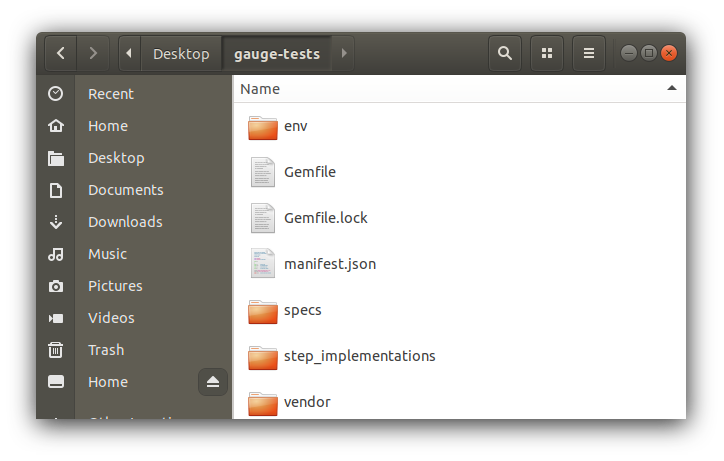 Desktop
gauge-tests
Recent
Home
Desktop
Documents
Downloads
Music
Pictures
Videos
Trash
Home
Name
env
Gemfile
Gemfile.lock
manifest.json
specs
step_implementations
vendor